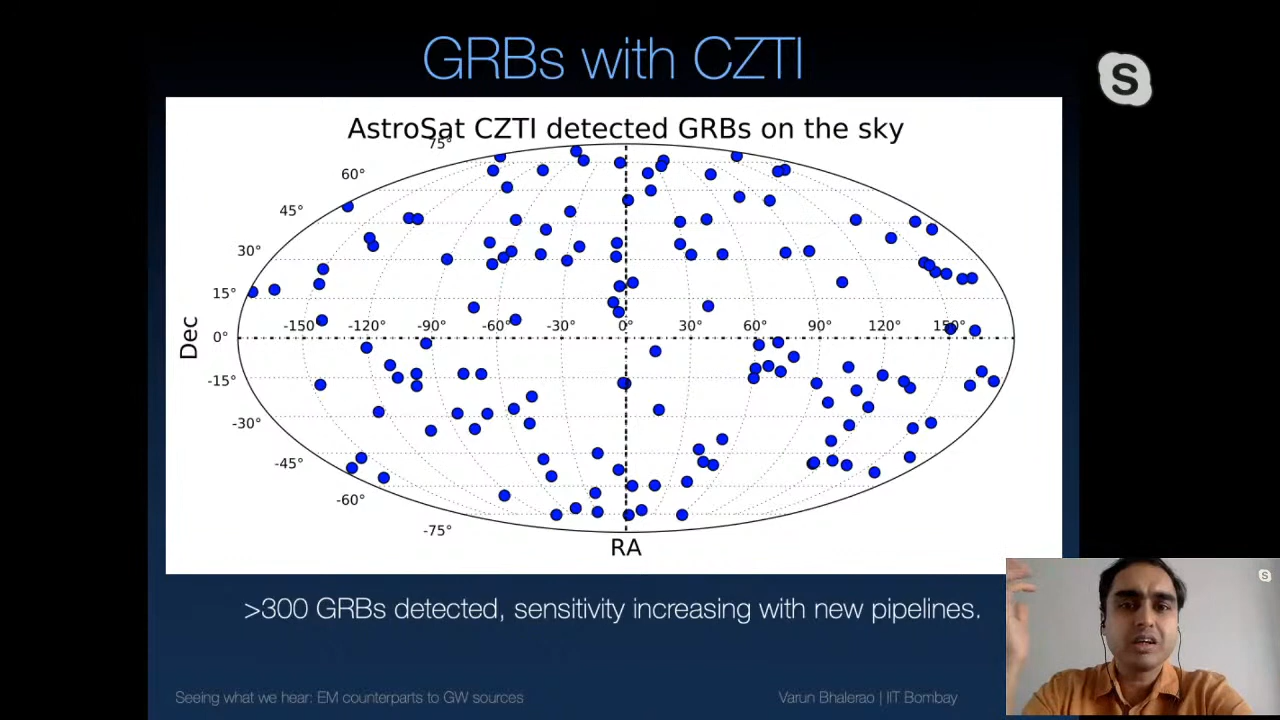 GRBs with CZTI
S
AstroSat CZTI detected GRBs on the sky
75°
60°
45°
30°
15°
0°
-15°
-30°
-45°
-60°
-75°
Dec
-150° -120° -90° -60° -30° 0° 30° 60° 90° 120° 150°
RA
>300 GRBs detected, sensitivity increasing with new pipelines.
S
Seeing what we hear: EM counterparts to GW sources
Varun Bhalerao | IIT Bombay